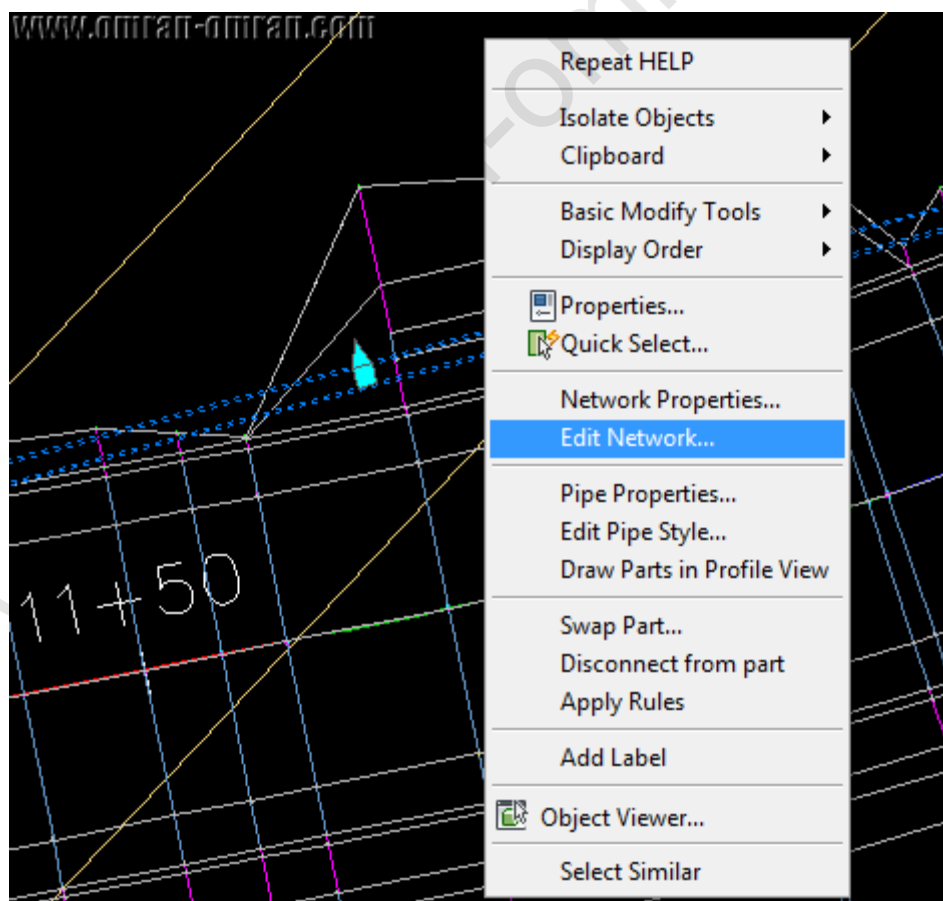 www.omran-omran.com
Repeat HELP
Isolate Objects
Clipboard
Basic Modify Tools
Display Order
Properties...
Quick Select...
Network Properties...
Edit Network...
Pipe Properties...
Edit Pipe Style...
Draw Parts in Profile View
Swap Part...
Disconnect from part
Apply Rules
Add Label
Object Viewer...
Select Similar
11+50